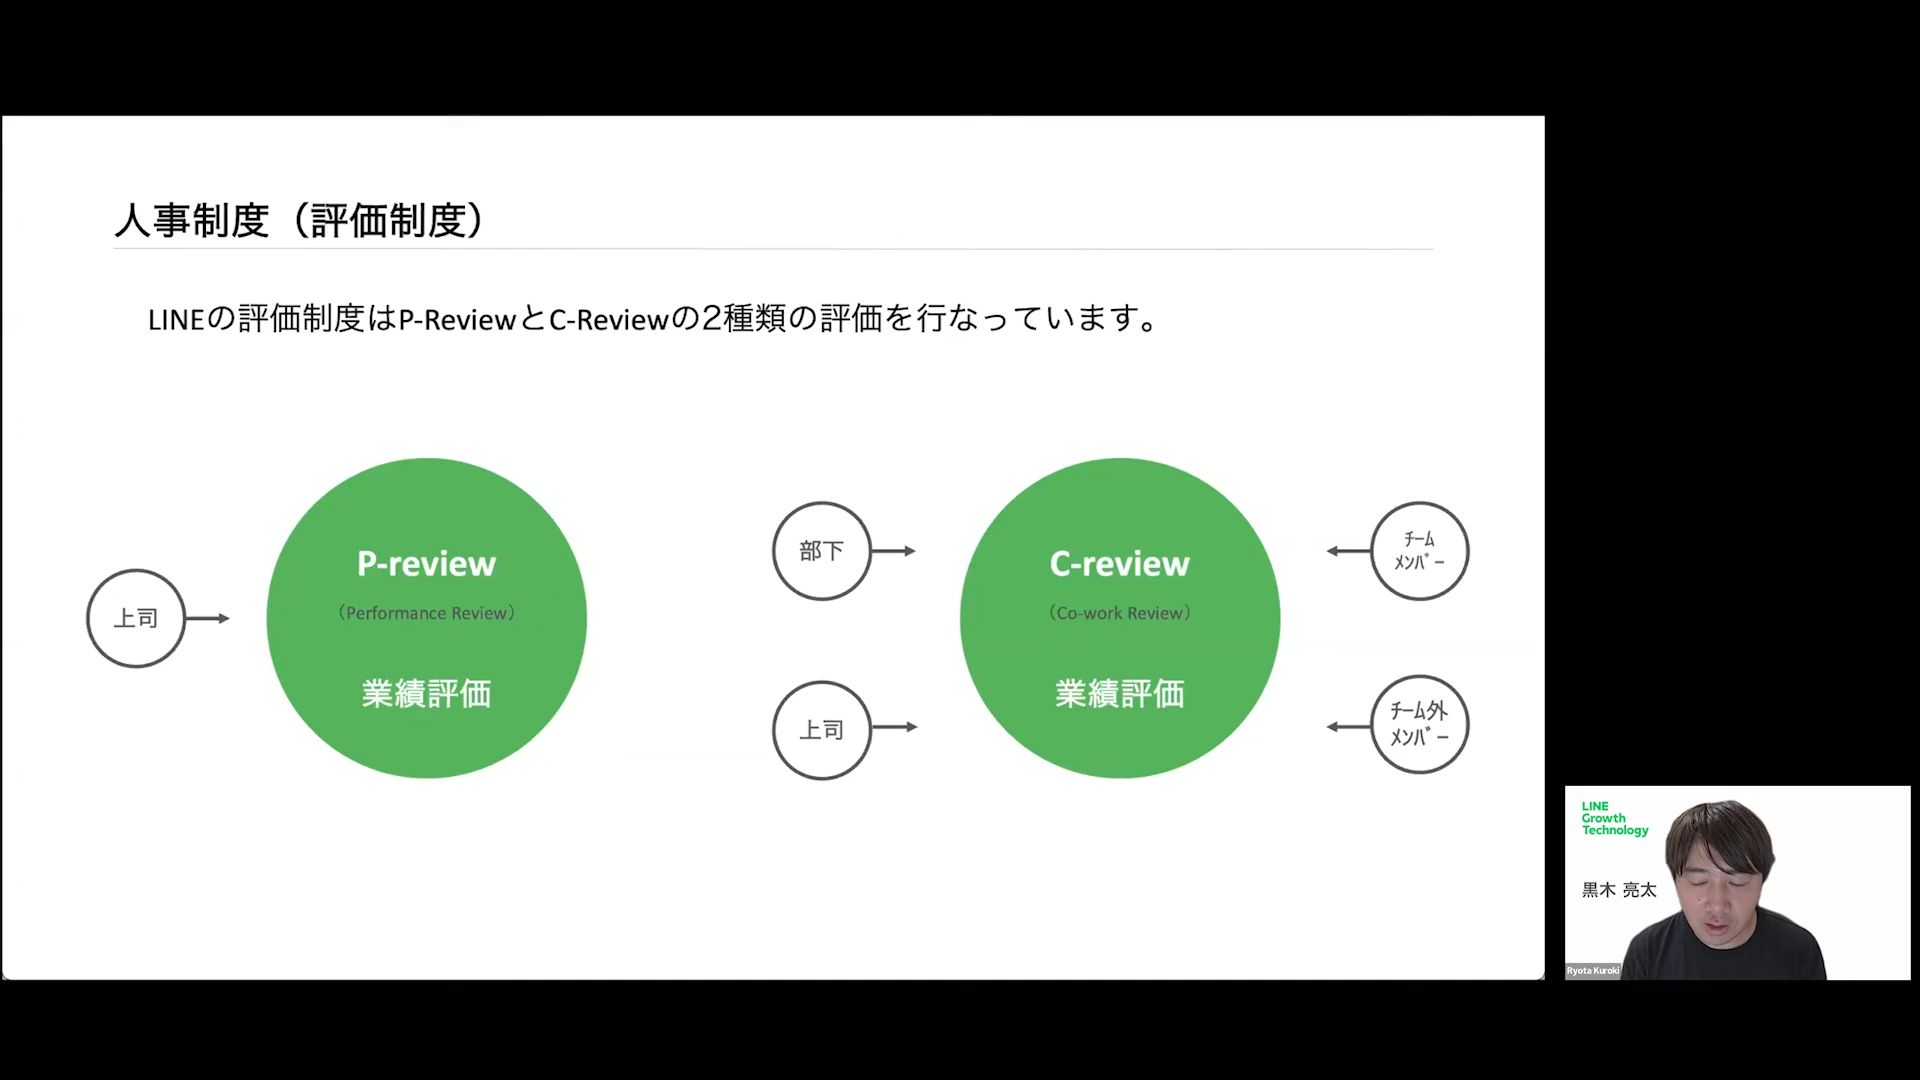 人事制度（評価制度）
LINEの評価制度はP-ReviewとC-Reviewの2種類の評価を行なっています。
上司
P-review
（Performance Review）
業績評価
部下
上司
C-review
（Co-work Review）
業績評価
ﾁｰﾑ
ﾒﾝﾊﾞｰ
ﾁｰﾑ外
ﾒﾝﾊﾞｰ
LINE
Growth
Technology
黒木 亮太
Ryota Kuroki